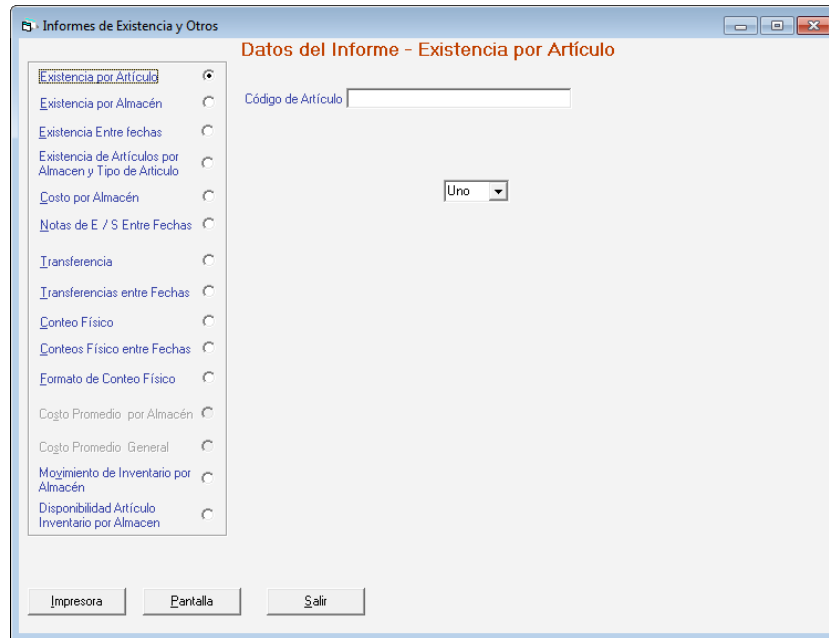 Informes de Existencia y Otros
Datos del Informe - Existencia por Artículo
Existencia por Artículo
Existencia por Almacén
Existencia Entre fechas
Existencia de Artículos por
Almacen y Tipo de Articulo
Costo por Almacén
Notas de E / S Entre Fechas
Transferencia
Transferencias entre Fechas
Conteo Físico
Conteos Físico entre Fechas
Formato de Conteo Físico
Costo Promedio por Almacén
Costo Promedio General
Movimiento de Inventario por
Almacén
Disponibilidad Artículo
Inventario por Almacen
Código de Artículo
Uno
Impresora
Pantalla
Salir